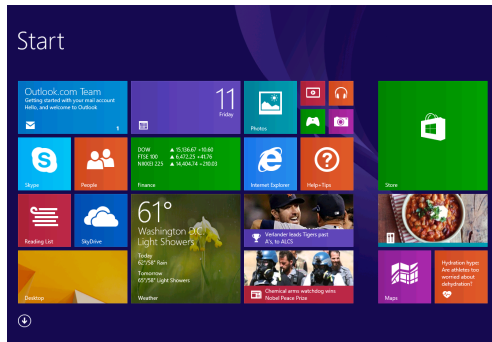 Start
Outlook.com Team
Getting started with your mail account
Hello, and welcome to Outlook
1
11
Friday
Photos
Skype
People
DOW ▲ 15,136.67 +10.60
FTSE 100 ▲ 6,472.23 +41.76
NIKKEI 225 ▲ 14,404.74 +210.03
Finance
Internet Explorer
Help+Tips
Store
Reading List
SkyDrive
61°
Washington D.C.
Light Showers
Today
62°/58° Rain
Tomorrow
65°/58° Light Showers
Weather
Verlander leads Tigers past
A's, to ALCS
Desktop
Chemical arms watchdog wins
Nobel Peace Prize
Maps
Hydration hype:
Are athletes too
worried about
dehydration?